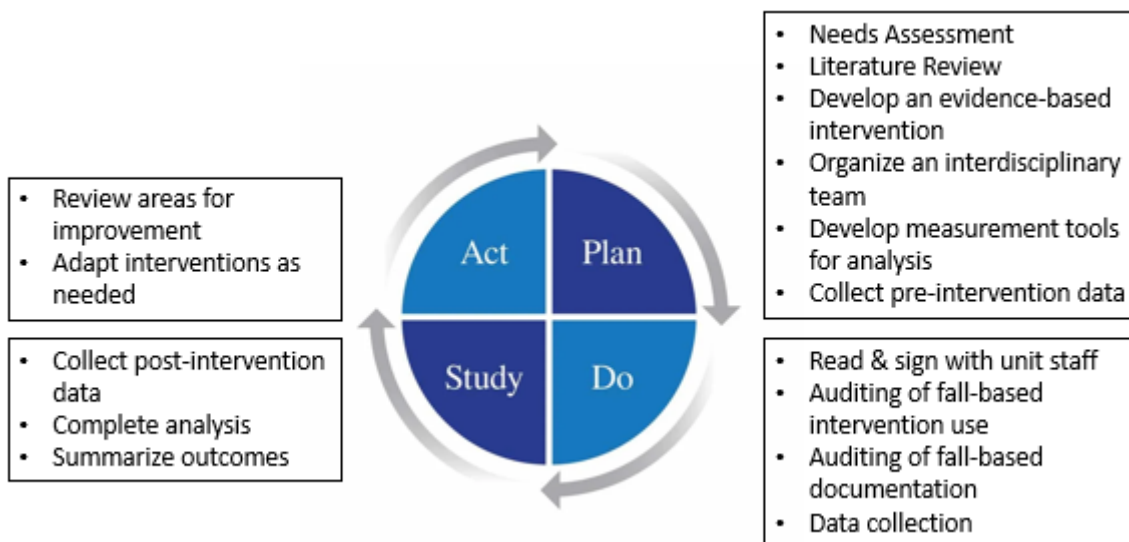 • Needs Assessment
• Literature Review
• Develop an evidence-based
intervention
• Organize an interdisciplinary
team
• Develop measurement tools
for analysis
• Collect pre-intervention data
• Review areas for
improvement
• Adapt interventions as
needed
Act
Plan
Study
Do
• Collect post-intervention
data
• Complete analysis
• Summarize outcomes
• Read & sign with unit staff
• Auditing of fall-based
intervention use
• Auditing of fall-based
documentation
• Data collection